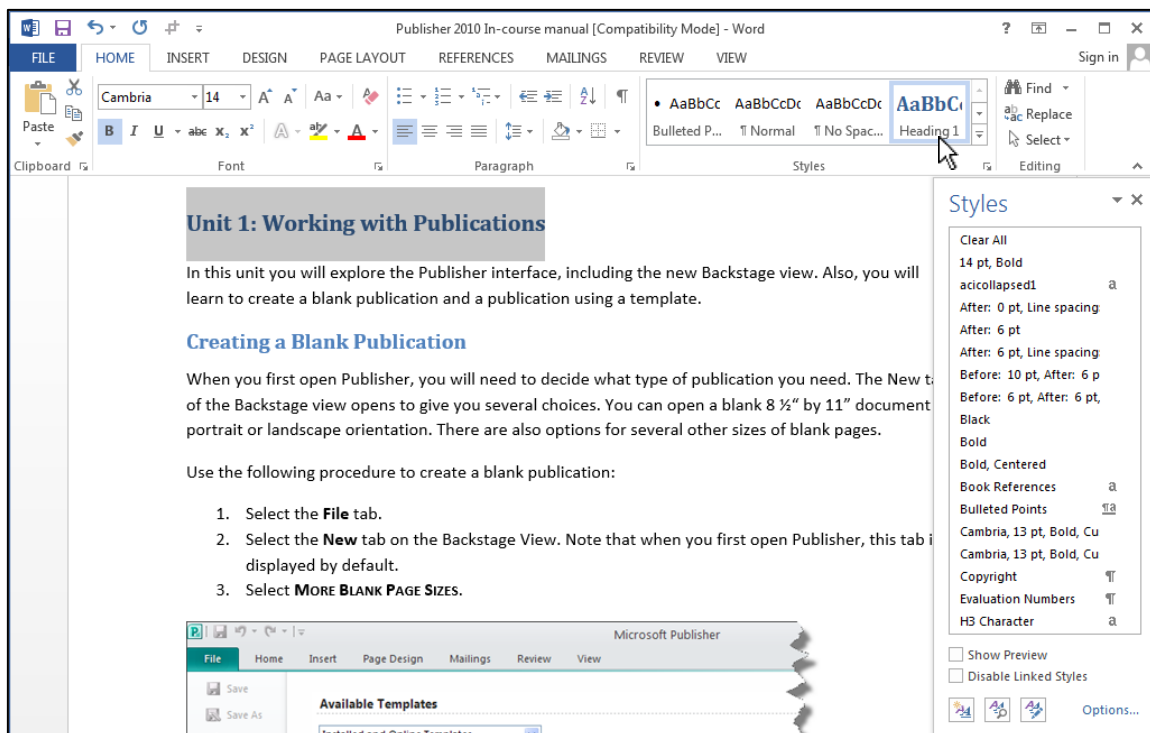 Publisher 2010 In-course manual [Compatibility Mode] - Word
FILE HOME INSERT DESIGN PAGE LAYOUT REFERENCES MAILINGS REVIEW VIEW Sign in
Paste
Cambria 14 Aa
B I U abc X₂ X²
Clipboard Font Paragraph Styles Editing
• AaBbCc AaBbCcDc AaBbCcDc AaBbC
Bulleted P... ¶ Normal ¶ No Spac... Heading 1
Find
Replace
Select
Unit 1: Working with Publications
In this unit you will explore the Publisher interface, including the new Backstage view. Also, you will
learn to create a blank publication and a publication using a template.
Creating a Blank Publication
When you first open Publisher, you will need to decide what type of publication you need. The New
of the Backstage view opens to give you several choices. You can open a blank 8 ½“ by 11” document
portrait or landscape orientation. There are also options for several other sizes of blank pages.
Use the following procedure to create a blank publication:
1. Select the File tab.
2. Select the New tab on the Backstage View. Note that when you first open Publisher, this tab
displayed by default.
3. Select MORE BLANK PAGE SIZES.
Microsoft Publisher
File Home Insert Page Design Mailings Review View
Save
Save As
Available Templates
Installed and Online Templates
Styles
Clear All
14 pt, Bold
acicollapsed1 a
After: 0 pt, Line spacing:
After: 6 pt
After: 6 pt, Line spacing:
Before: 10 pt, After: 6 p
Before: 6 pt, After: 6 pt,
Black
Bold
Bold, Centered
Book References a
Bulleted Points ¶a
Cambria, 13 pt, Bold, Cu
Cambria, 13 pt, Bold, Cu
Copyright ¶
Evaluation Numbers ¶
H3 Character a
Show Preview
Disable Linked Styles
Options...